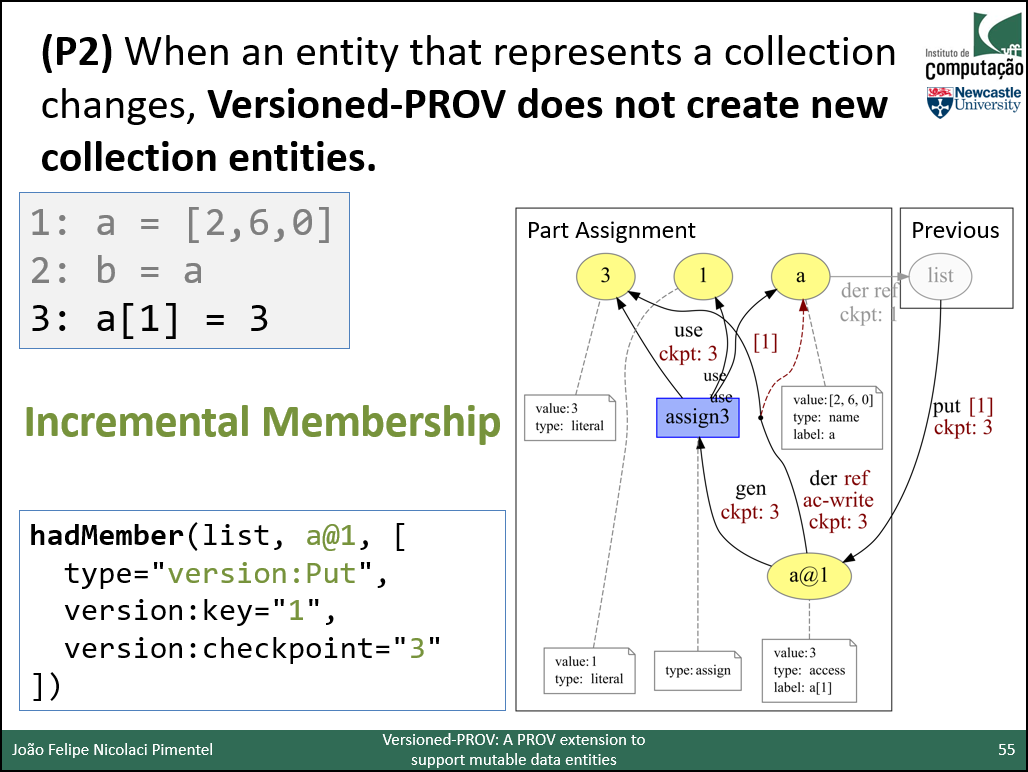 (P2) When an entity that represents a collection
changes, Versioned-PROV does not create new
collection entities.
Instituto de
Computação
uff
Newcastle
University
1: a = [2,6,0]
2: b = a
3: a[1] = 3
Incremental Membership
hadMember(list, a@1, [
type="version:Put",
version:key="1",
version:checkpoint="3"
])
Part Assignment
Previous
3
1
a
list
der ref
ckpt: 1
use
ckpt: 3
[1]
use
use
assign3
value: 3
type: literal
value: [2, 6, 0]
type: name
label: a
put [1]
ckpt: 3
gen
ckpt: 3
der ref
ac-write
ckpt: 3
a@1
value: 1
type: literal
type: assign
value: 3
type: access
label: a[1]
João Felipe Nicolaci Pimentel
Versioned-PROV: A PROV extension to
support mutable data entities
55